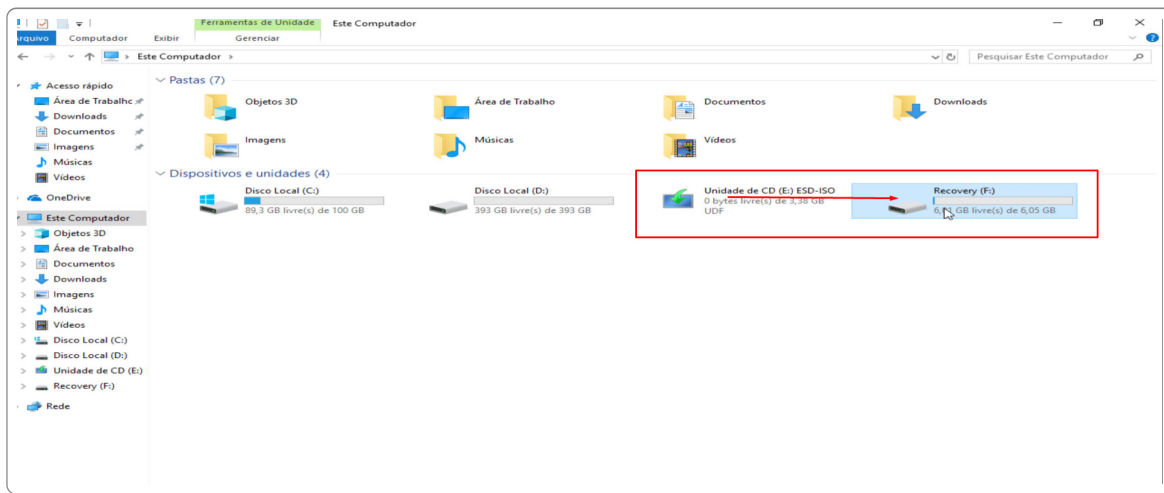 Ferramentas de Unidade
Este Computador
Arquivo
Computador
Exibir
Gerenciar
Este Computador
Pesquisar Este Computador
Acesso rápido
Área de Trabalhc
Downloads
Documentos
Imagens
Músicas
Vídeos
OneDrive
Este Computador
Objetos 3D
Área de Trabalho
Documentos
Downloads
Imagens
Músicas
Vídeos
Disco Local (C:)
Disco Local (D:)
Unidade de CD (E:)
Recovery (F:)
Rede
Pastas (7)
Objetos 3D
Área de Trabalho
Documentos
Downloads
Imagens
Músicas
Vídeos
Dispositivos e unidades (4)
Disco Local (C:)
89,3 GB livre(s) de 100 GB
Disco Local (D:)
393 GB livre(s) de 393 GB
Unidade de CD (E:) ESD-ISO
0 bytes livre(s) de 3,38 GB
UDF
Recovery (F:)
GB livre(s) de 6,05 GB